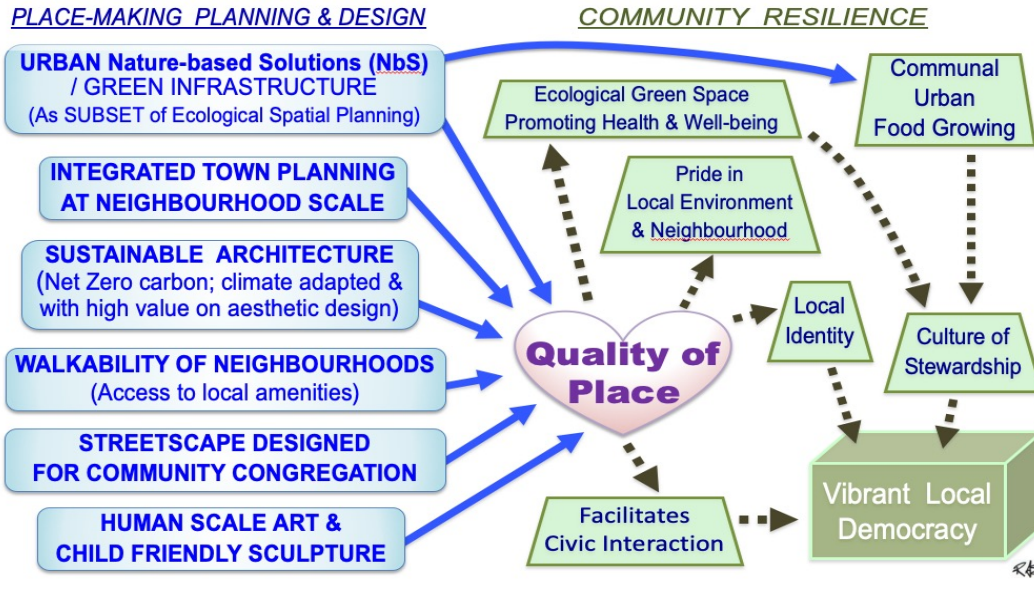 PLACE-MAKING PLANNING & DESIGN
COMMUNITY RESILIENCE
URBAN Nature-based Solutions (NbS)
/ GREEN INFRASTRUCTURE
(As SUBSET of Ecological Spatial Planning)
INTEGRATED TOWN PLANNING
AT NEIGHBOURHOOD SCALE
SUSTAINABLE ARCHITECTURE
(Net Zero carbon; climate adapted &
with high value on aesthetic design)
WALKABILITY OF NEIGHBOURHOODS
(Access to local amenities)
STREETSCAPE DESIGNED
FOR COMMUNITY CONGREGATION
HUMAN SCALE ART &
CHILD FRIENDLY SCULPTURE
Quality of
Place
Ecological Green Space
Promoting Health & Well-being
Pride in
Local Environment
& Neighbourhood
Communal
Urban
Food Growing
Local
Identity
Culture of
Stewardship
Facilitates
Civic Interaction
Vibrant Local
Democracy